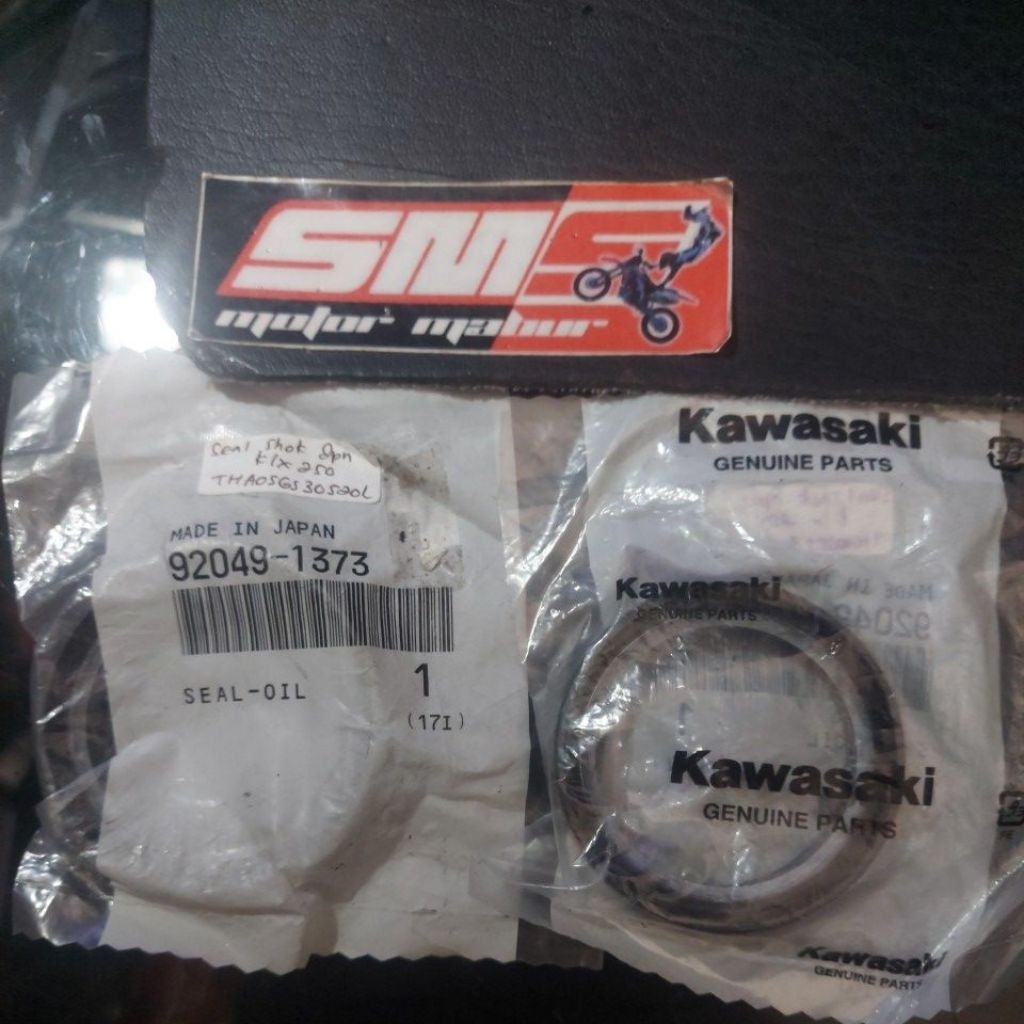 SMS
motor mabur
seal shok Dpn
klx 250
MADE IN JAPAN
92049-1373
SEAL-OIL
1
(17I)
Kawasaki
GENUINE PARTS
Kawasaki
GENUINE PARTS
Kawasaki
GENUINE PARTS
Kawasaki
GENUINE PARTS